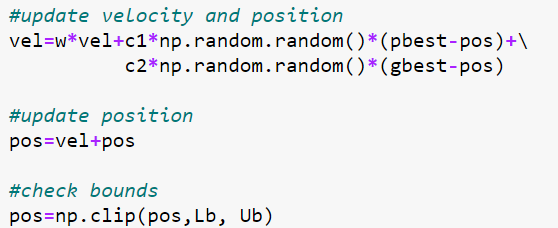 #update velocity and position
vel=w*vel+c1*np.random.random()*(pbest-pos)+\
c2*np.random.random()*(gbest-pos)
#update position
pos=vel+pos
#check bounds
pos=np.clip(pos,Lb, Ub)